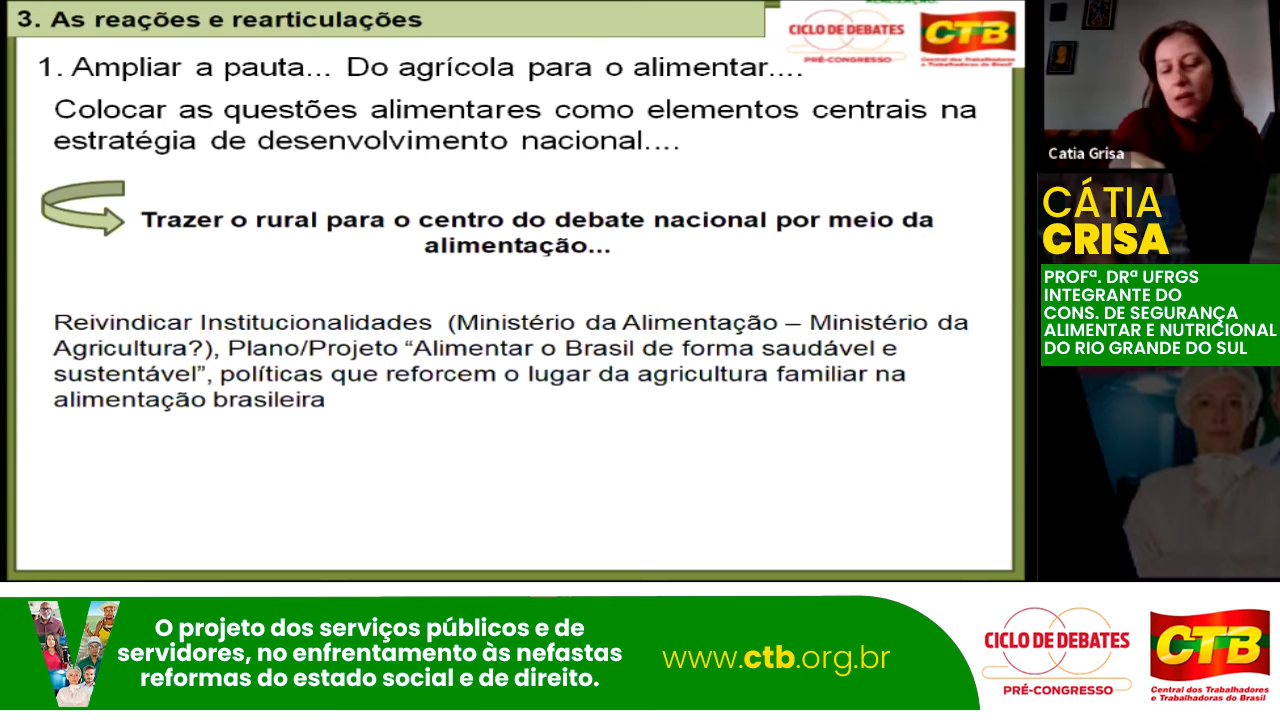 3. As reações e rearticulações
CICLO DE DEBATES
PRÉ-CONGRESSO
CTB
Central dos Trabalhadores
e Trabalhadoras do Brasil
1. Ampliar a pauta... Do agrícola para o alimentar....
Colocar as questões alimentares como elementos centrais na
estratégia de desenvolvimento nacional....
Trazer o rural para o centro do debate nacional por meio da
alimentação...
Reivindicar Institucionalidades (Ministério da Alimentação – Ministério da
Agricultura?), Plano/Projeto “Alimentar o Brasil de forma saudável e
sustentável”, políticas que reforcem o lugar da agricultura familiar na
alimentação brasileira
Catia Grisa
CÁTIA
CRISA
PROFª. DRª UFRGS
INTEGRANTE DO
CONS. DE SEGURANÇA
ALIMENTAR E NUTRICIONAL
DO RIO GRANDE DO SUL
O projeto dos serviços públicos e de
servidores, no enfrentamento às nefastas
reformas do estado social e de direito.
www.ctb.org.br
CICLO DE DEBATES
PRÉ-CONGRESSO
CTB
Central dos Trabalhadores
e Trabalhadoras do Brasil